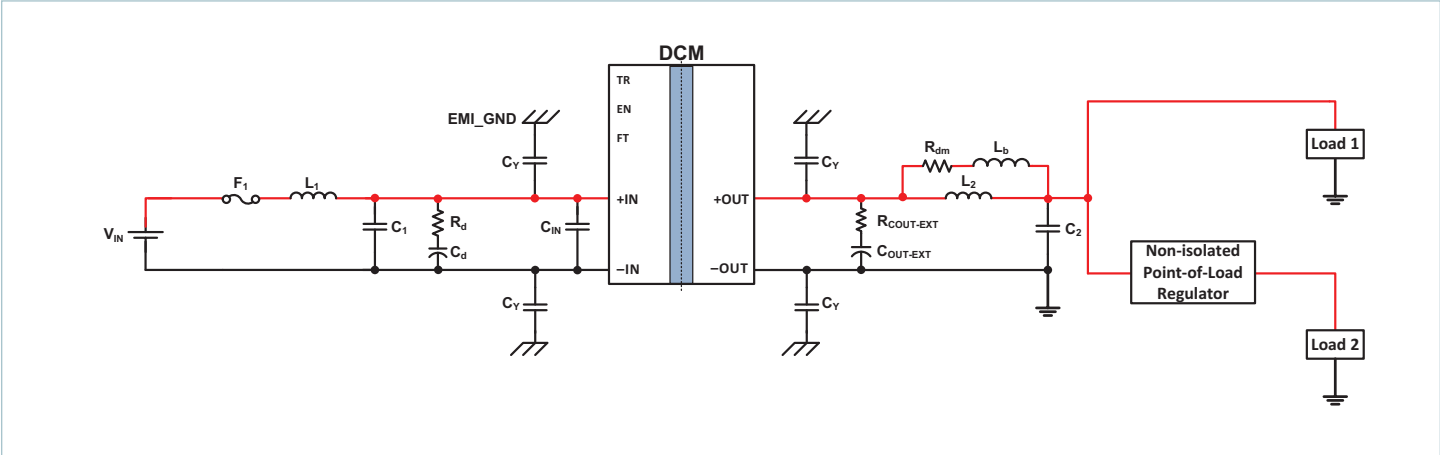 DCM
TR
EN
FT
+IN
–IN
+OUT
–OUT
EMI_GND
CY
CY
CY
CY
F1
L1
VIN
C1
Rd
Cd
CIN
Rdm
Lb
L2
RCOUT-EXT
COUT-EXT
C2
Load 1
Non-isolated
Point-of-Load
Regulator
Load 2